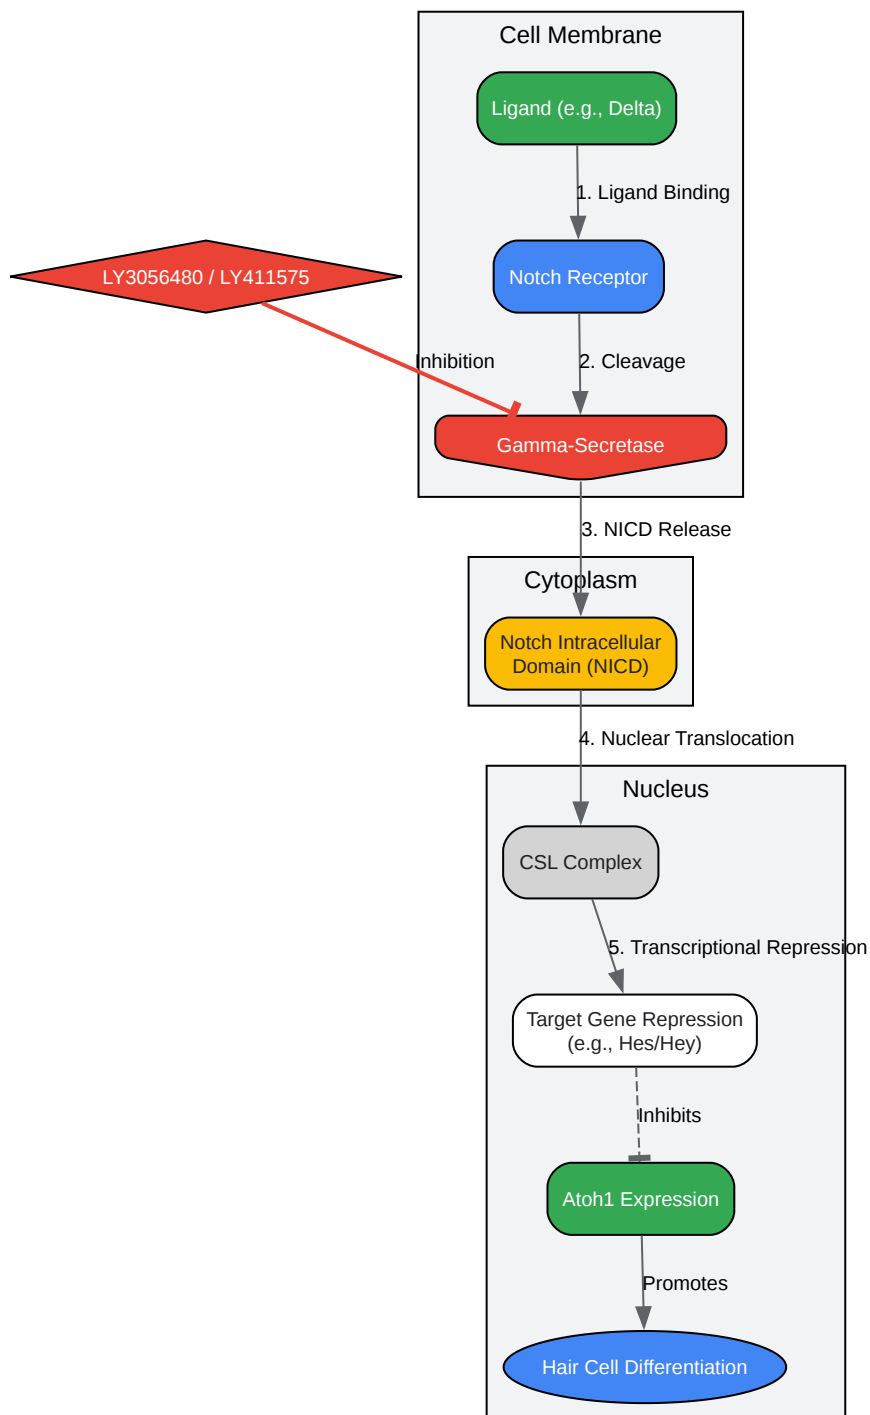 Cell Membrane
Ligand (e.g., Delta)
1. Ligand Binding
LY3056480 / LY411575
Notch Receptor
Inhibition
2. Cleavage
Gamma-Secretase
3. NICD Release
Cytoplasm
Notch Intracellular
Domain (NICD)
4. Nuclear Translocation
Nucleus
CSL Complex
5. Transcriptional Repression
Target Gene Repression
(e.g., Hes/Hey)
Inhibits
Atoh1 Expression
Promotes
Hair Cell Differentiation